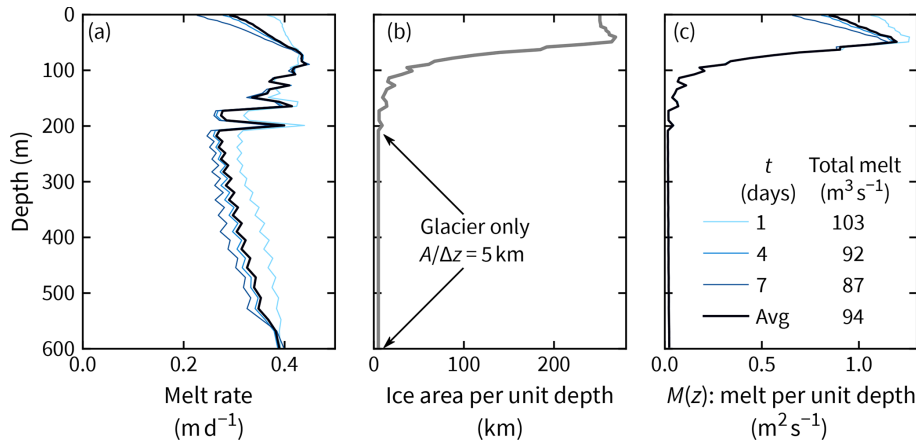 (a)
(b)
(c)
0
100
200
300
400
500
600
Depth (m)
0.0
0.2
0.4
Melt rate
(m d⁻¹)
Glacier only
A/Δz = 5 km
0
100
200
Ice area per unit depth
(km)
t
(days)
Total melt
(m³ s⁻¹)
1 103
4 92
7 87
Avg 94
0.0
0.5
1.0
M(z): melt per unit depth
(m² s⁻¹)